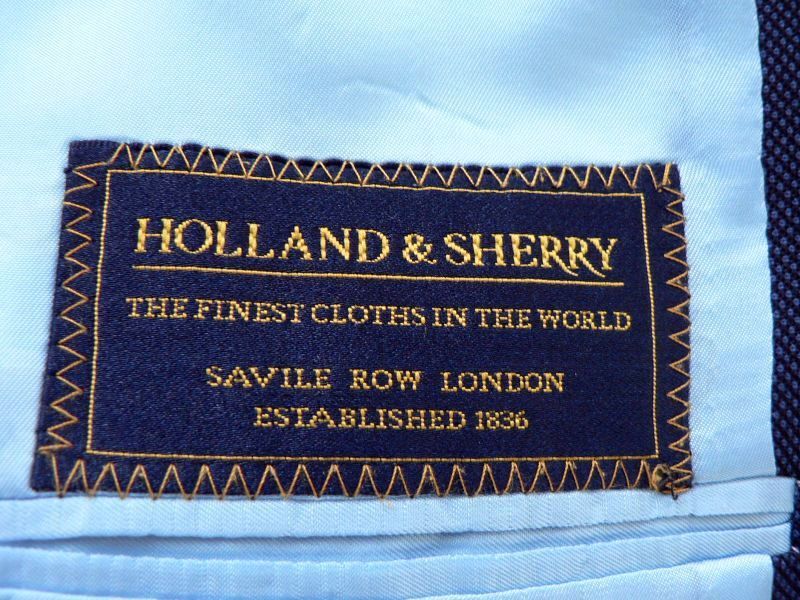 HOLLAND & SHERRY
THE FINEST CLOTHS IN THE WORLD
SAVILE ROW LONDON
ESTABLISHED 1836